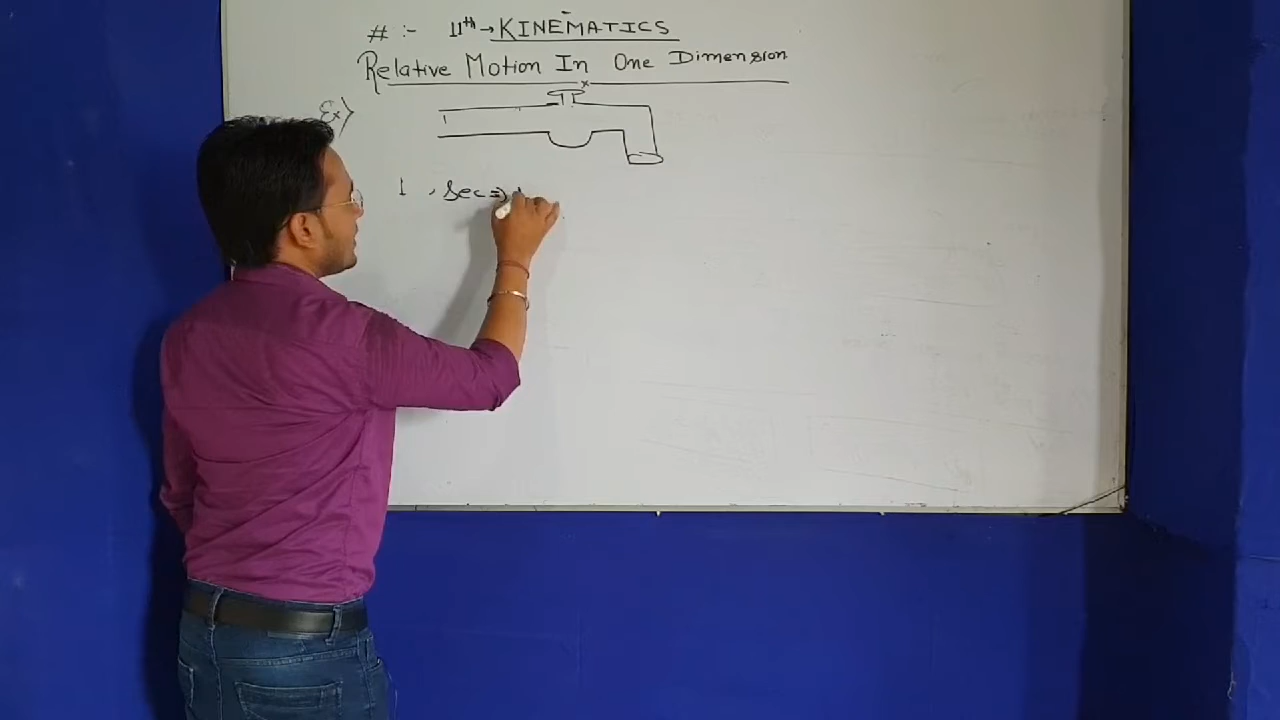 # :- 11th → KINEMATICS
Relative Motion In One Dimension
Ex)
1 , sec ⇒